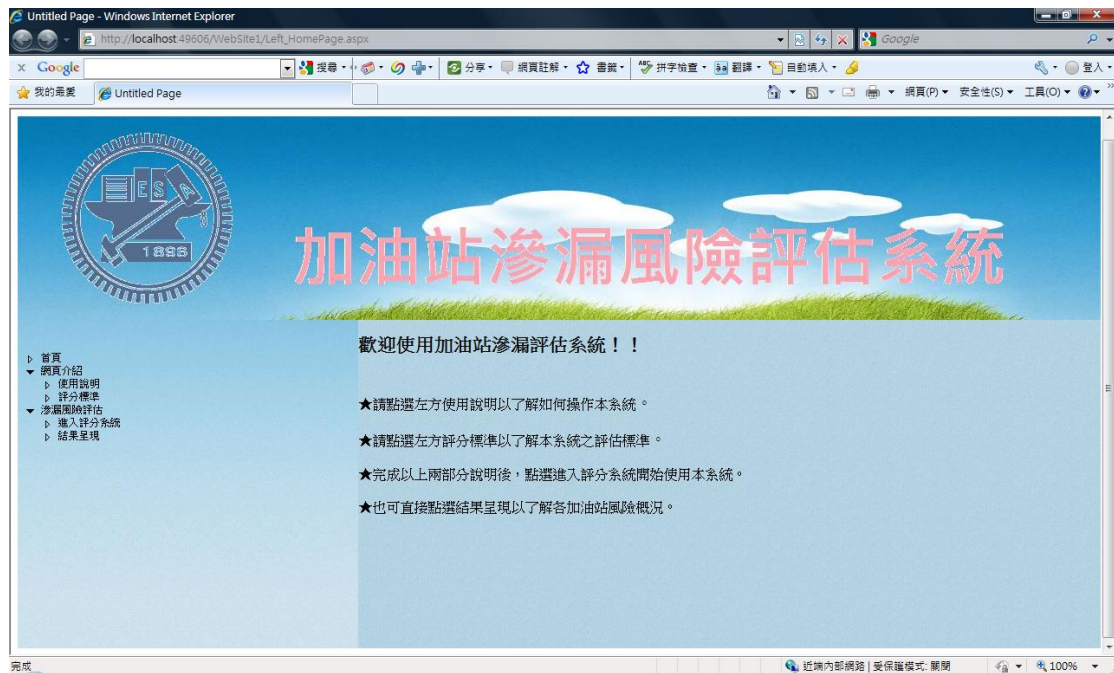 Untitled Page - Windows Internet Explorer
http://localhost:49606/WebSite1/Left_HomePage.aspx
Google
x Google 搜尋 分享 網頁註解 書籤 拼字檢查 翻譯 自動填入 登入
我的最愛 Untitled Page 網頁(P) 安全性(S) 工具(O)
E S A
1896
加油站滲漏風險評估系統
歡迎使用加油站滲漏評估系統！！
首頁
網頁介紹
使用說明
評分標準
滲漏風險評估
進入評分系統
結果呈現
★請點選左方使用說明以了解如何操作本系統。
★請點選左方評分標準以了解本系統之評估標準。
★完成以上兩部分說明後，點選進入評分系統開始使用本系統。
★也可直接點選結果呈現以了解各加油站風險概況。
完成 近端內部網路 | 受保護模式: 關閉 100%